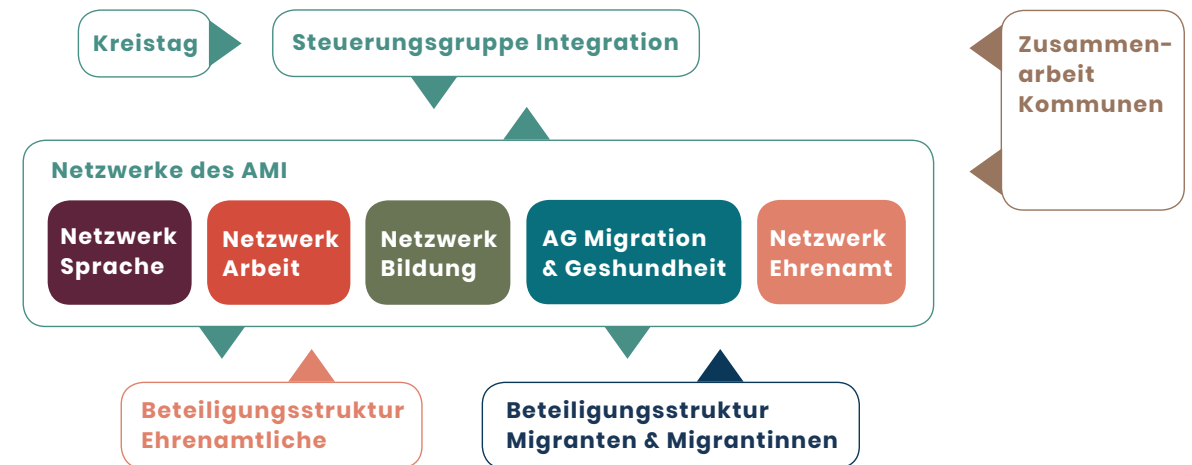 Kreistag
Steuerungsgruppe Integration
Zusammen-
arbeit
Kommunen
Netzwerke des AMI
Netzwerk
Sprache
Netzwerk
Arbeit
Netzwerk
Bildung
AG Migration
& Geshundheit
Netzwerk
Ehrenamt
Beteiligungsstruktur
Ehrenamtliche
Beteiligungsstruktur
Migranten & Migrantinnen